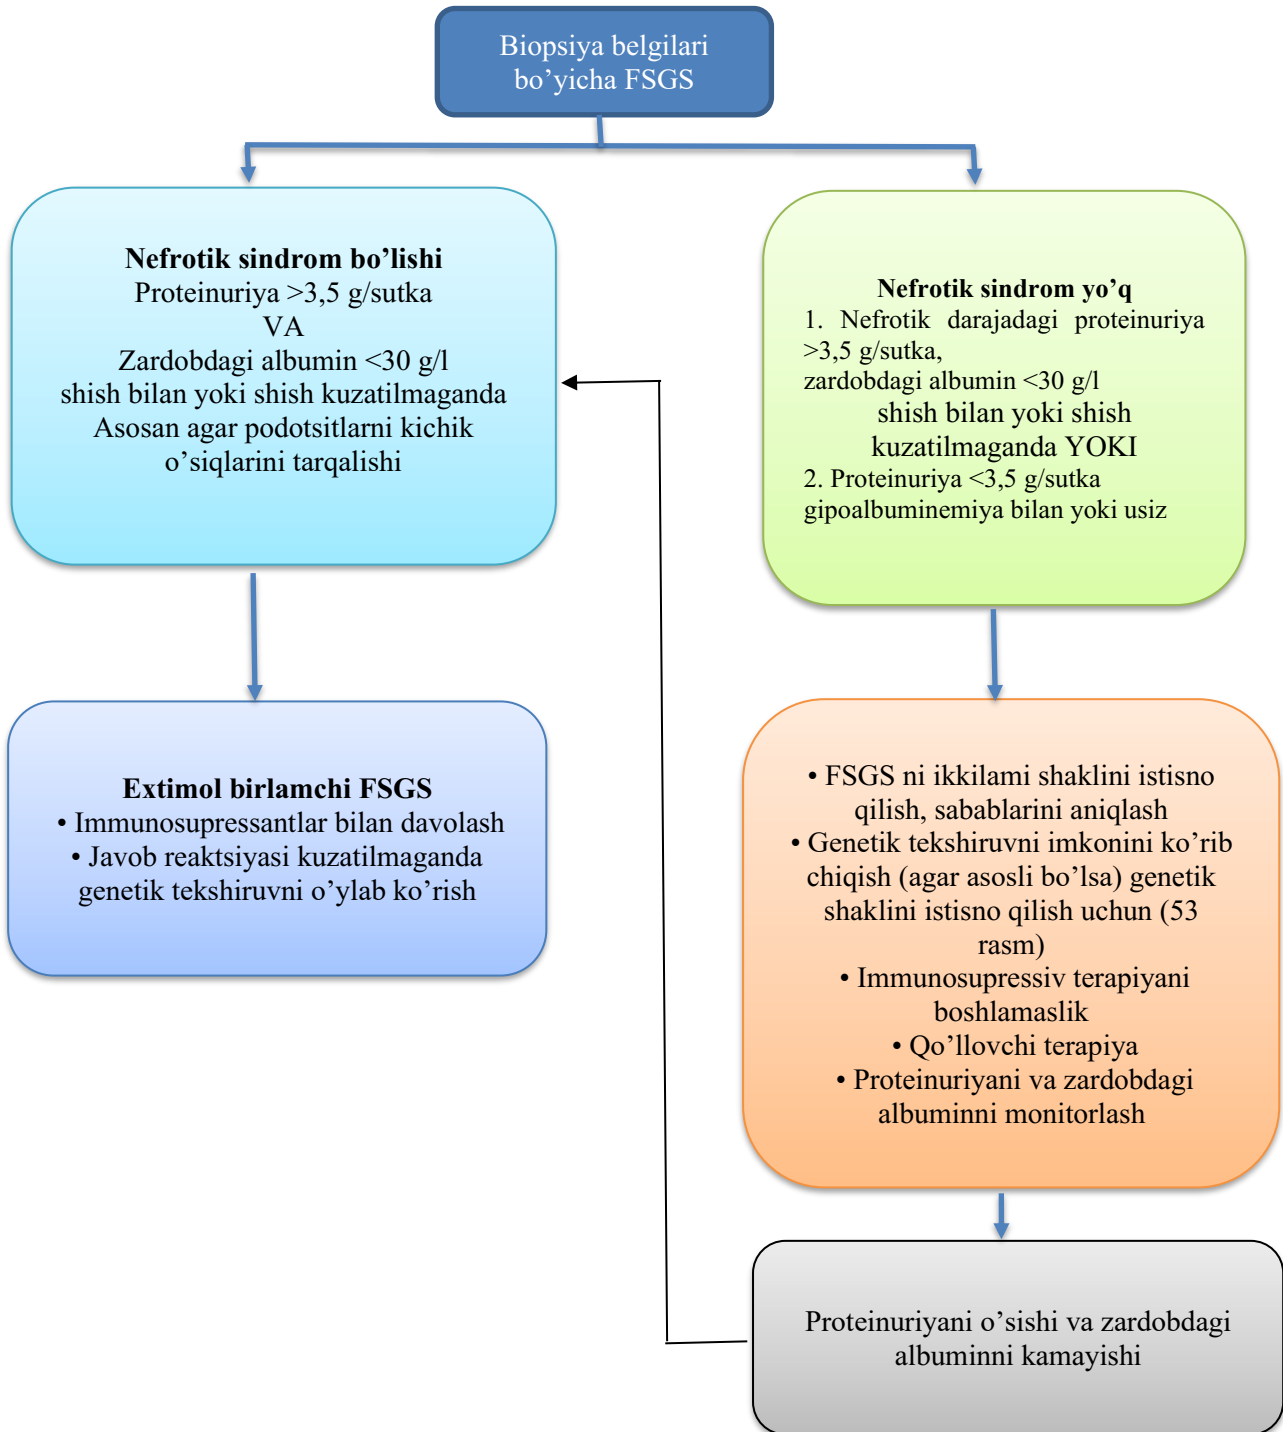 Biopsiya belgilari
bo’yicha FSGS
Nefrotik sindrom bo’lishi
Proteinuriya >3,5 g/sutka
VA
Zardobdagi albumin <30 g/l
shish bilan yoki shish kuzatilmaganda
Asosan agar podotsitlarni kichik
o’siqlarini tarqalishi
Nefrotik sindrom yo’q
1. Nefrotik darajadagi proteinuriya
>3,5 g/sutka,
zardobdagi albumin <30 g/l
shish bilan yoki shish
kuzatilmaganda YOKI
2. Proteinuriya <3,5 g/sutka
gipoalbuminemiya bilan yoki usiz
Extimol birlamchi FSGS
• Immunosupressantlar bilan davolash
• Javob reaktsiyasi kuzatilmaganda
genetik tekshiruvni o’ylab ko’rish
• FSGS ni ikkilami shaklini istisno
qilish, sabablarini aniqlash
• Genetik tekshiruvni imkonini ko’rib
chiqish (agar asosli bo’lsa) genetik
shaklini istisno qilish uchun (53
rasm)
• Immunosupressiv terapiyani
boshlamaslik
• Qo’llovchi terapiya
• Proteinuriyani va zardobdagi
albuminni monitorlash
Proteinuriyani o’sishi va zardobdagi
albuminni kamayishi